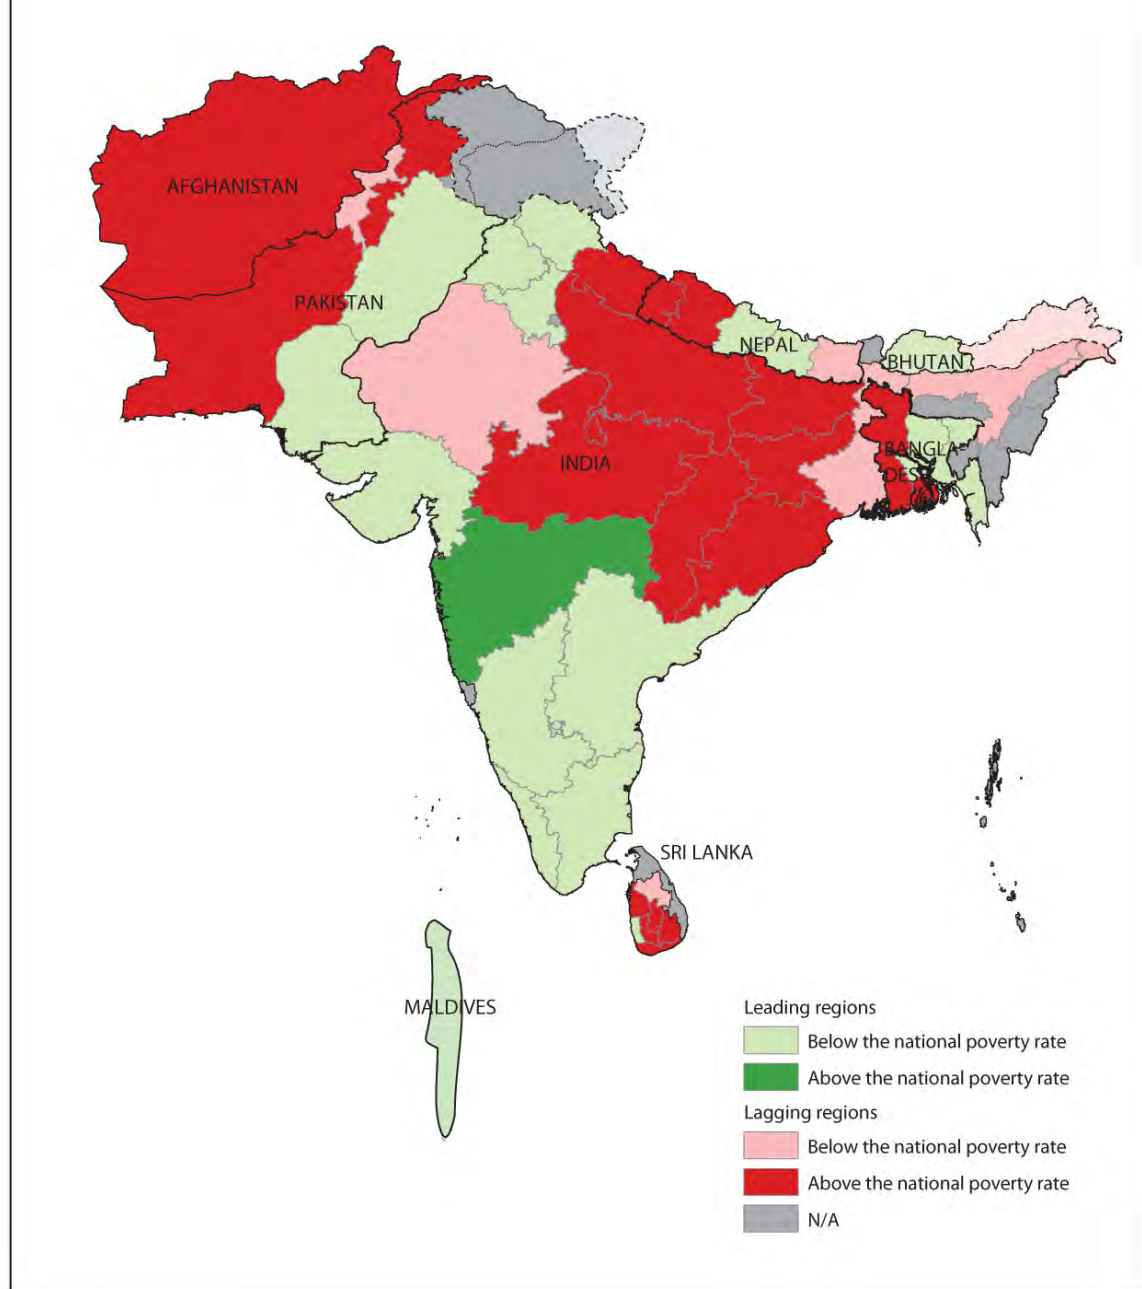 AFGHANISTAN
PAKISTAN
NEPAL
BHUTAN
INDIA
BANGLA-
DESH
SRI LANKA
MALDIVES
Leading regions
Below the national poverty rate
Above the national poverty rate
Lagging regions
Below the national poverty rate
Above the national poverty rate
N/A